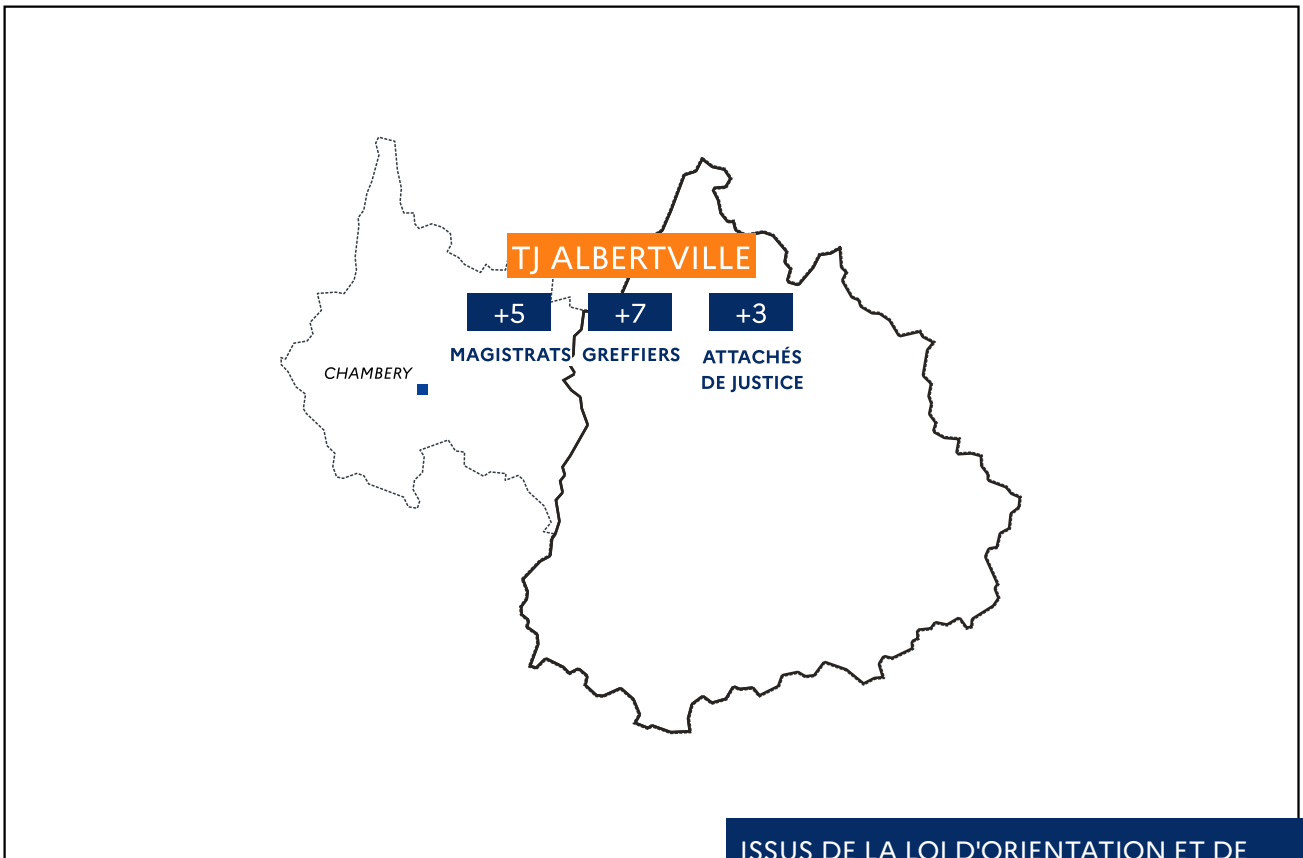 TJ ALBERTVILLE
+5
+7
+3
MAGISTRATS
GREFFIERS
ATTACHÉS
DE JUSTICE
CHAMBERY
ISSUS DE LA LOI D'ORIENTATION ET DE